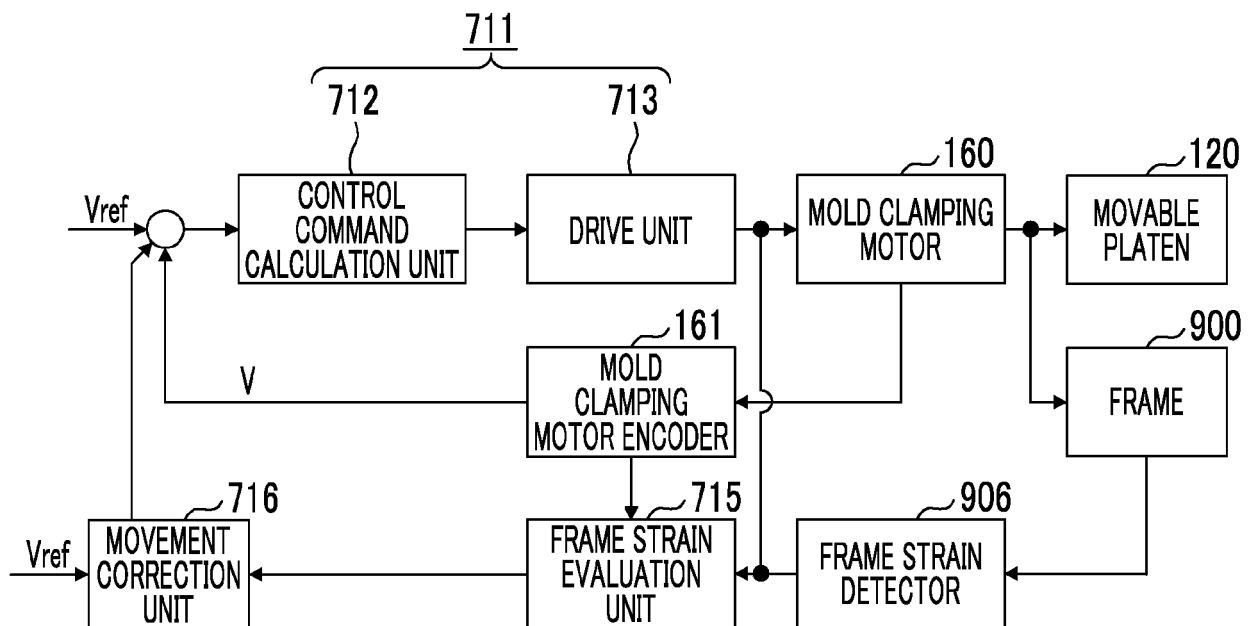 711
712
713
160
120
Vref
CONTROL
COMMAND
CALCULATION UNIT
DRIVE UNIT
MOLD CLAMPING
MOTOR
MOVABLE
PLATEN
161
900
V
MOLD
CLAMPING
MOTOR ENCODER
FRAME
716
715
906
Vref
MOVEMENT
CORRECTION
UNIT
FRAME STRAIN
EVALUATION
UNIT
FRAME STRAIN
DETECTOR